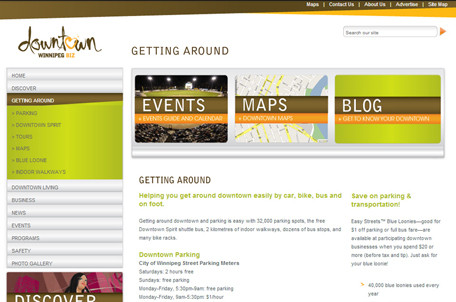 Maps | Contact Us | About Us | Advertise | Site Map
downtown
WINNIPEG BIZ
GETTING AROUND
Search our site
HOME
DISCOVER
GETTING AROUND
» PARKING
» DOWNTOWN SPIRIT
» TOURS
» MAPS
» BLUE LOONIE
» INDOOR WALKWAYS
DOWNTOWN LIVING
BUSINESS
NEWS
EVENTS
PROGRAMS
SAFETY
PHOTO GALLERY
DISCOVER
EVENTS
» EVENTS GUIDE AND CALENDAR
MAPS
» DOWNTOWN MAPS
BLOG
» GET TO KNOW YOUR DOWNTOWN
GETTING AROUND
Helping you get around downtown easily by car, bike, bus and
on foot.
Getting around downtown and parking is easy with 32,000 parking spots, the free
Downtown Spirit shuttle bus, 2 kilometres of indoor walkways, dozens of bus stops, and
many bike racks.
Downtown Parking
City of Winnipeg Street Parking Meters
Saturdays: 2 hours free
Sundays: free parking
Monday-Friday, 5:30pm-8am: free parking
Monday-Friday, 8am-5:30pm: $1/hour
Save on parking &
transportation!
Easy Streets™ Blue Loonies—good for
$1 off parking or full bus fare—are
available at participating downtown
businesses when you spend $20 or
more (before tax and tip). Just ask for
your blue loonie!
40,000 blue loonies used every
year